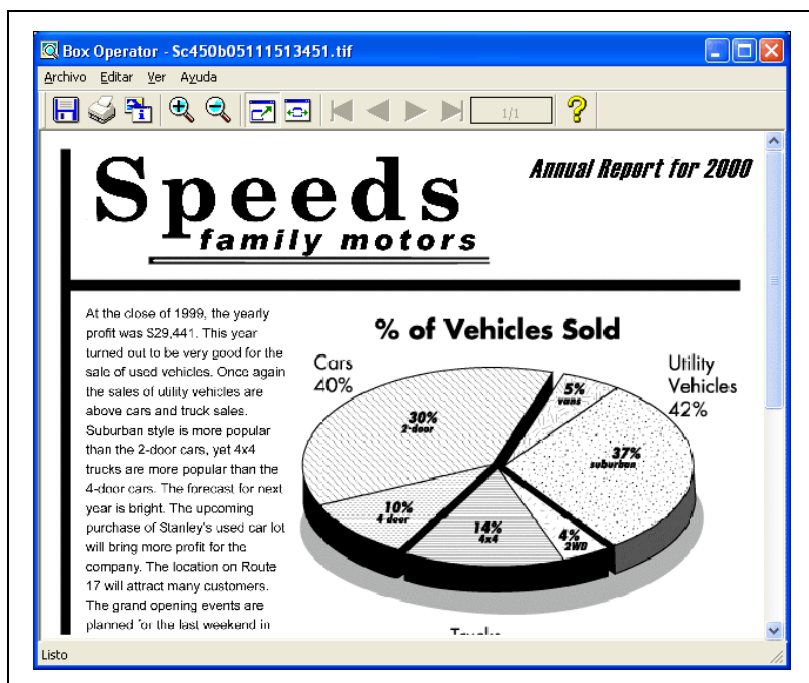 Box Operator - Sc450b05111513451.tif
Archivo Editar Ver Ayuda
1/1
Speeds
family motors
Annual Report for 2000
At the close of 1999, the yearly
profit was S29,441. This year
turned out to be very good for the
sale of used vehicles. Once again
the sales of utility vehicles are
above cars and truck sales.
Suburban style is more popular
than the 2-door cars, yet 4x4
trucks are more popular than the
4-door cars. The forecast for next
year is bright. The upcoming
purchase of Stanley's used car lot
will bring more profit for the
company. The location on Route
17 will attract many customers.
The grand opening events are
planned for the last weekend in
% of Vehicles Sold
Cars
40%
Utility
Vehicles
42%
5%
vans
30%
2-door
37%
suburban
10%
4 door
14%
4x4
4%
2WD
Trucks
Listo